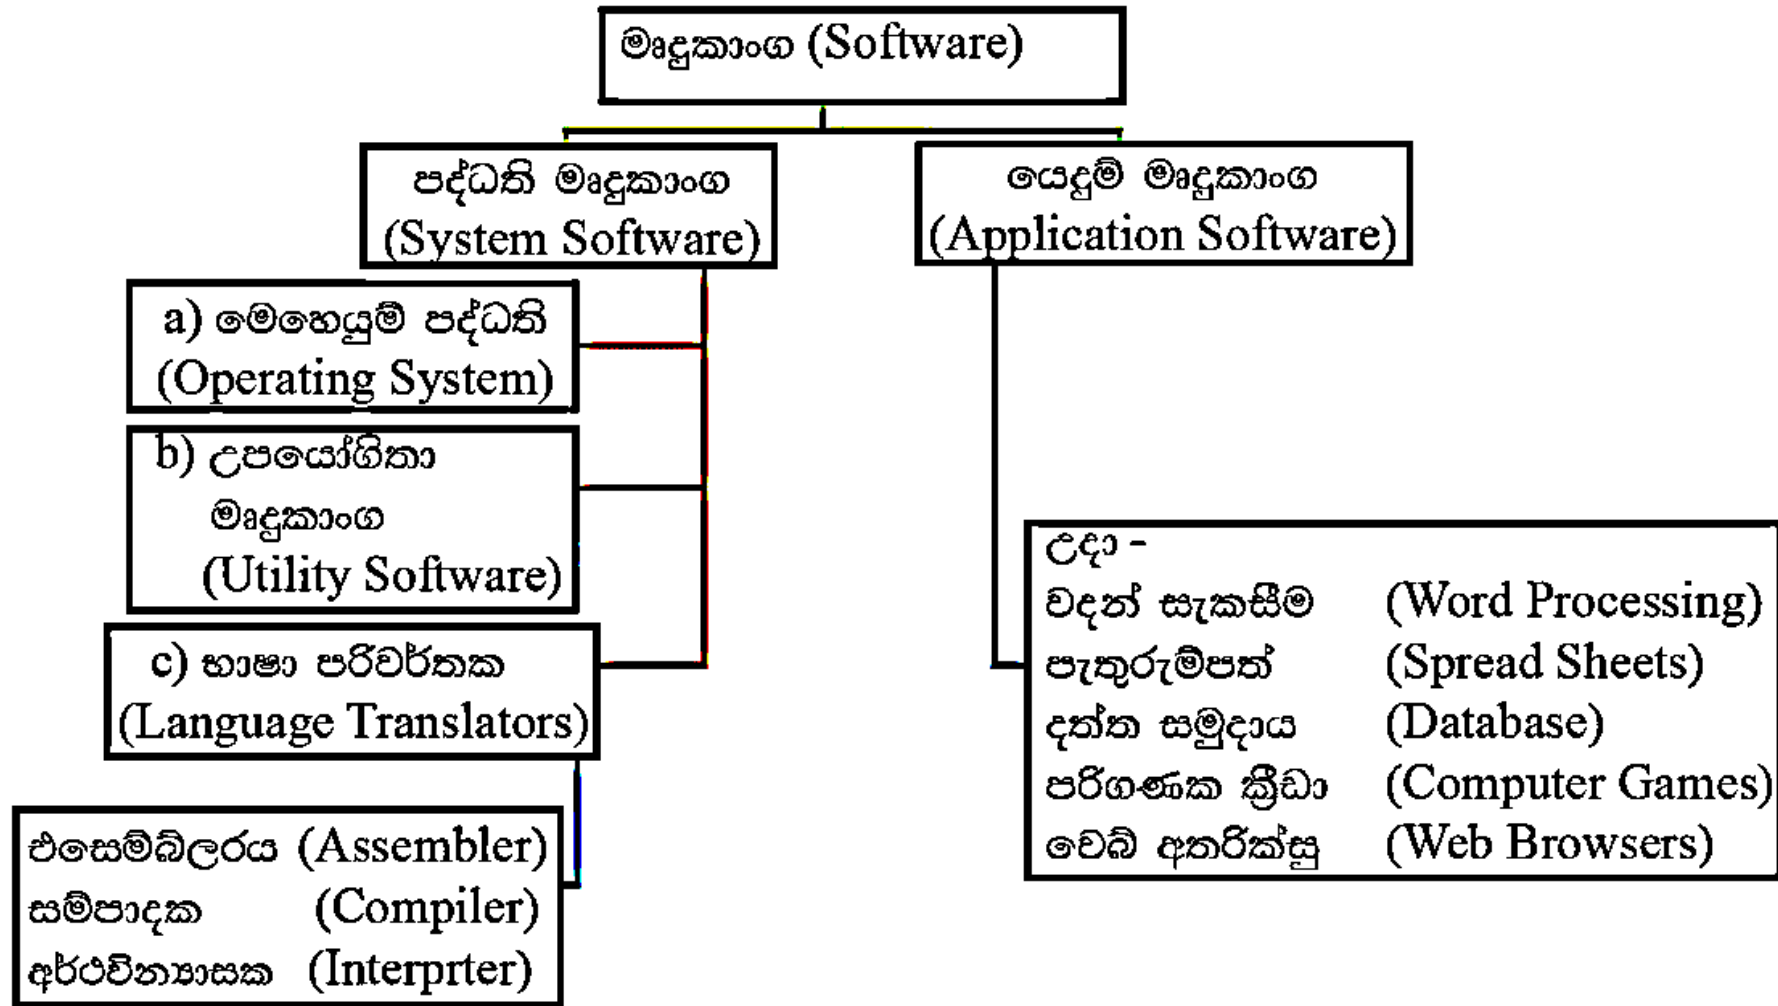 මෘදුකාංග (Software)
පද්ධති මෘදුකාංග
(System Software)
යෙදුම් මෘදුකාංග
(Application Software)
a) මෙහෙයුම් පද්ධති
(Operating System)
b) උපයෝගිතා
මෘදුකාංග
(Utility Software)
c) භාෂා පරිවර්තක
(Language Translators)
එසෙම්බ්ලරය (Assembler)
සම්පාදක (Compiler)
අර්ථවින්‍යාසක (Interprter)
උදා -
වදන් සැකසීම (Word Processing)
පැතුරුම්පත් (Spread Sheets)
දත්ත සමුදාය (Database)
පරිගණක ක්‍රීඩා (Computer Games)
වෙබ් අතරික්සු (Web Browsers)